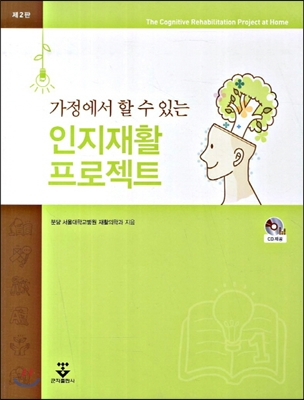 제2판
The Cognitive Rehabilitation Project at Home
가정에서 할 수 있는
인지재활
프로젝트
분당 서울대학교병원 재활의학과 지음
CD 제공
1
군자출판사